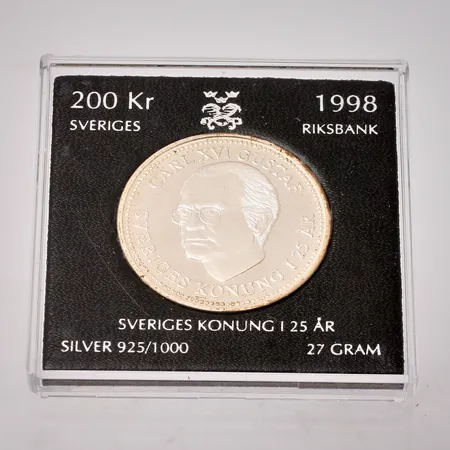 200 Kr
1998
SVERIGES
RIKSBANK
CARL XVI GUSTAF
SVERIGES KONUNG I 25 ÅR
SVERIGES KONUNG I 25 ÅR
SILVER 925/1000
27 GRAM